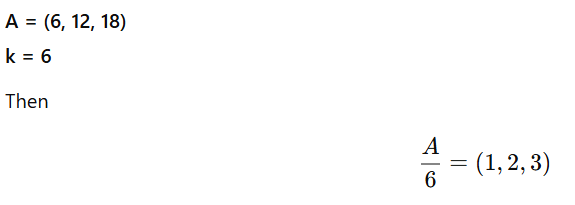 A = (6, 12, 18)
k = 6
Then
A/6 = (1, 2, 3)